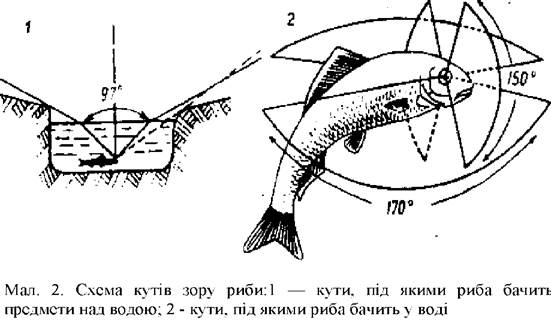 1
2
97°
150°
170°
Мал. 2. Схема кутів зору риби:1 — кути, під якими риба бачить
предмети над водою; 2 - кути, під якими риба бачить у воді